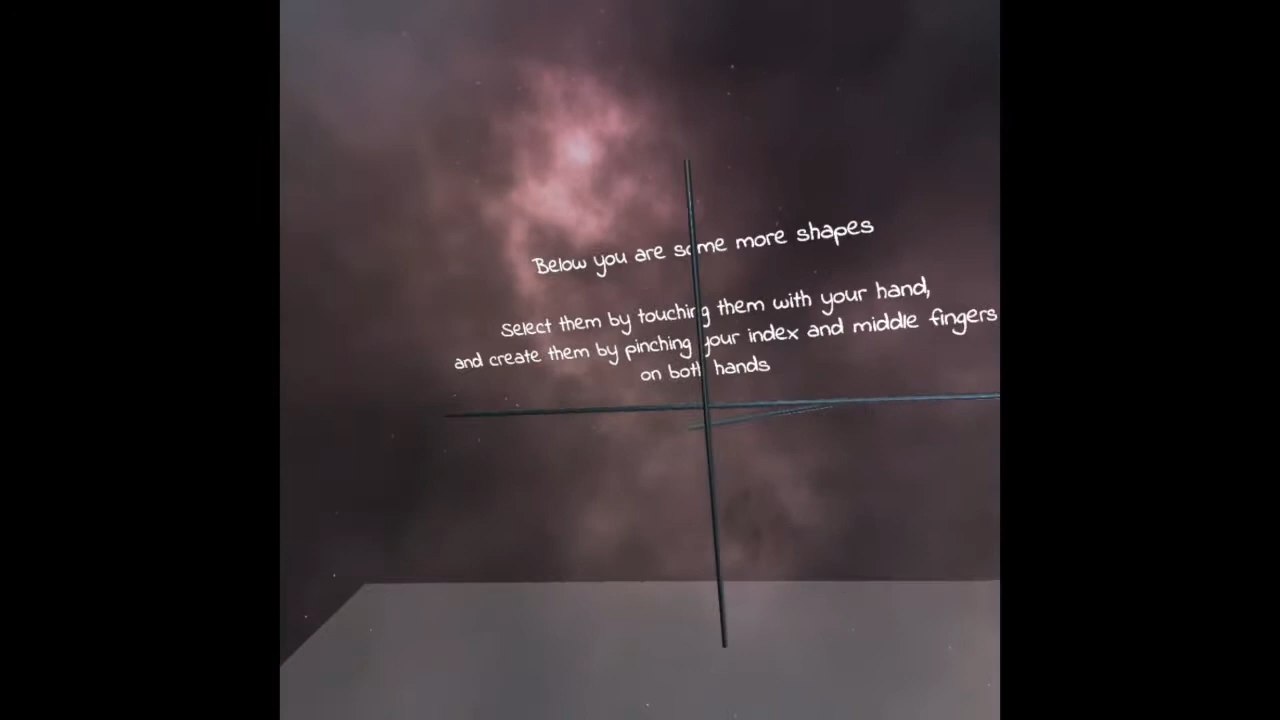 Below you are some more shapes
Select them by touching them with your hand,
and create them by pinching your index and middle fingers
on both hands